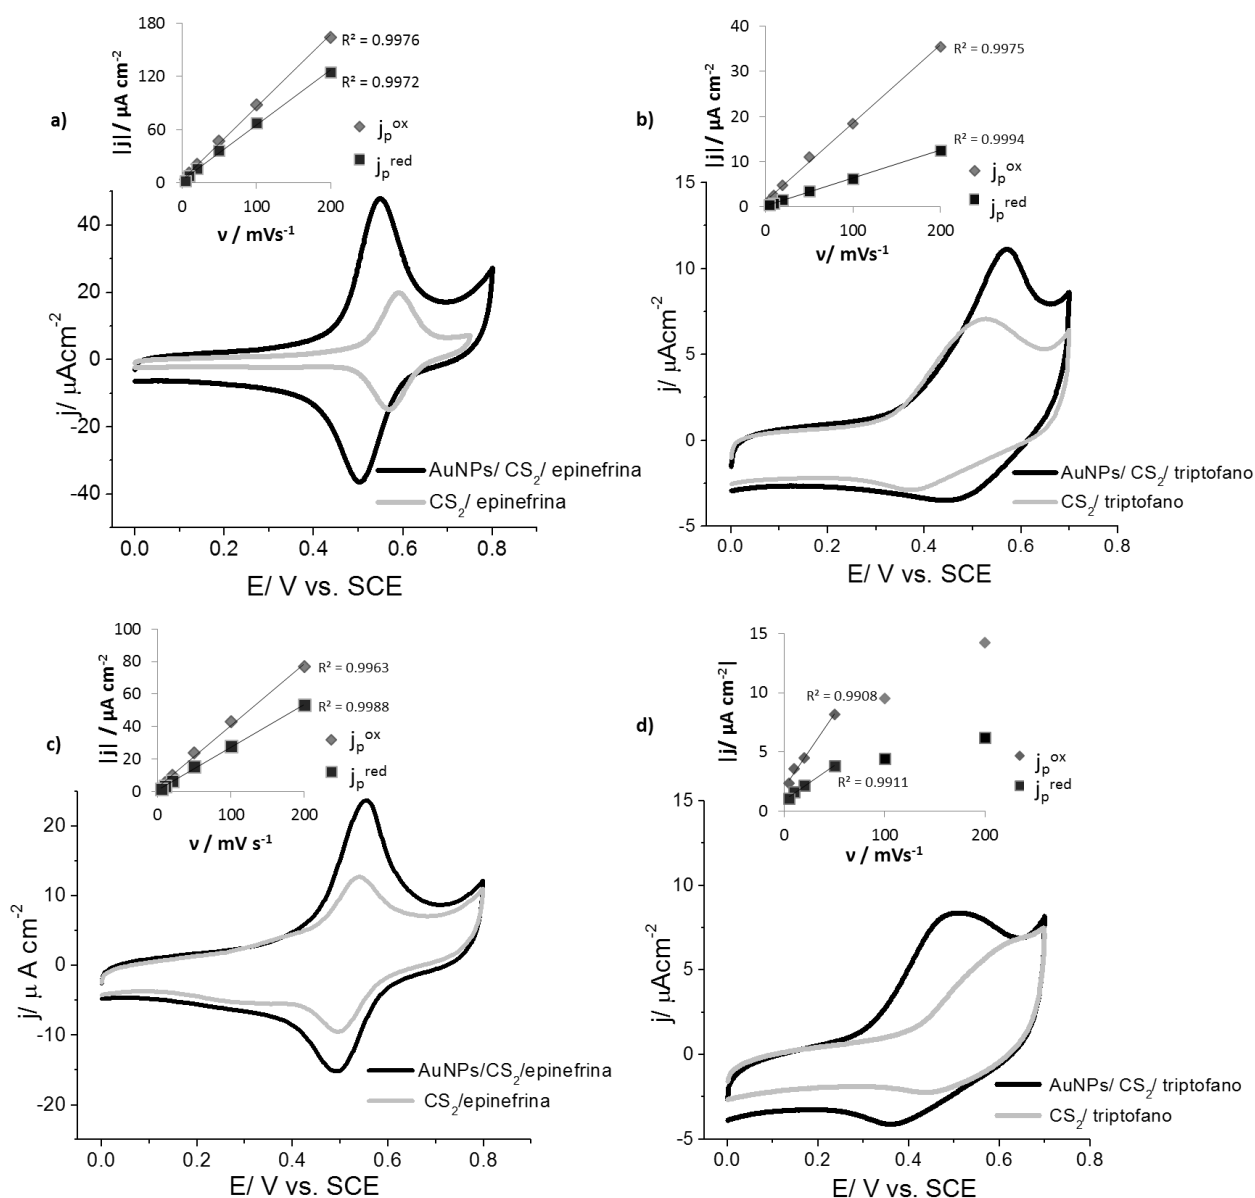 a)
180
120
60
0
|j| / µA cm-2
R² = 0.9976
R² = 0.9972
jpox
jpred
0 100 200
ν / mVs-1
40
20
0
-20
-40
j/ µAcm-2
AuNPs/ CS2/ epinefrina
CS2/ epinefrina
0.0 0.2 0.4 0.6 0.8
E/ V vs. SCE
b)
40
30
20
10
0
|j|/ µA cm-2
R² = 0.9975
R² = 0.9994
jpox
jpred
0 100 200
ν / mVs-1
15
10
5
0
-5
j/ µAcm-2
AuNPs/ CS2/ triptofano
CS2/ triptofano
0.0 0.2 0.4 0.6 0.8
E/ V vs. SCE
c)
100
80
60
40
20
0
|j| / µA cm-2
R² = 0.9963
R² = 0.9988
jpox
jpred
0 100 200
ν / mV s-1
20
10
0
-10
-20
j/ µ A cm-2
AuNPs/CS2/epinefrina
CS2/epinefrina
0.0 0.2 0.4 0.6 0.8
E/ V vs. SCE
d)
15
10
5
0
|j/ µA cm-2|
R² = 0.9908
R² = 0.9911
jpox
jpred
0 100 200
ν / mVs-1
15
10
5
0
-5
j/ µAcm-2
AuNPs/ CS2/ triptofano
CS2/ triptofano
0.0 0.2 0.4 0.6 0.8
E/ V vs. SCE